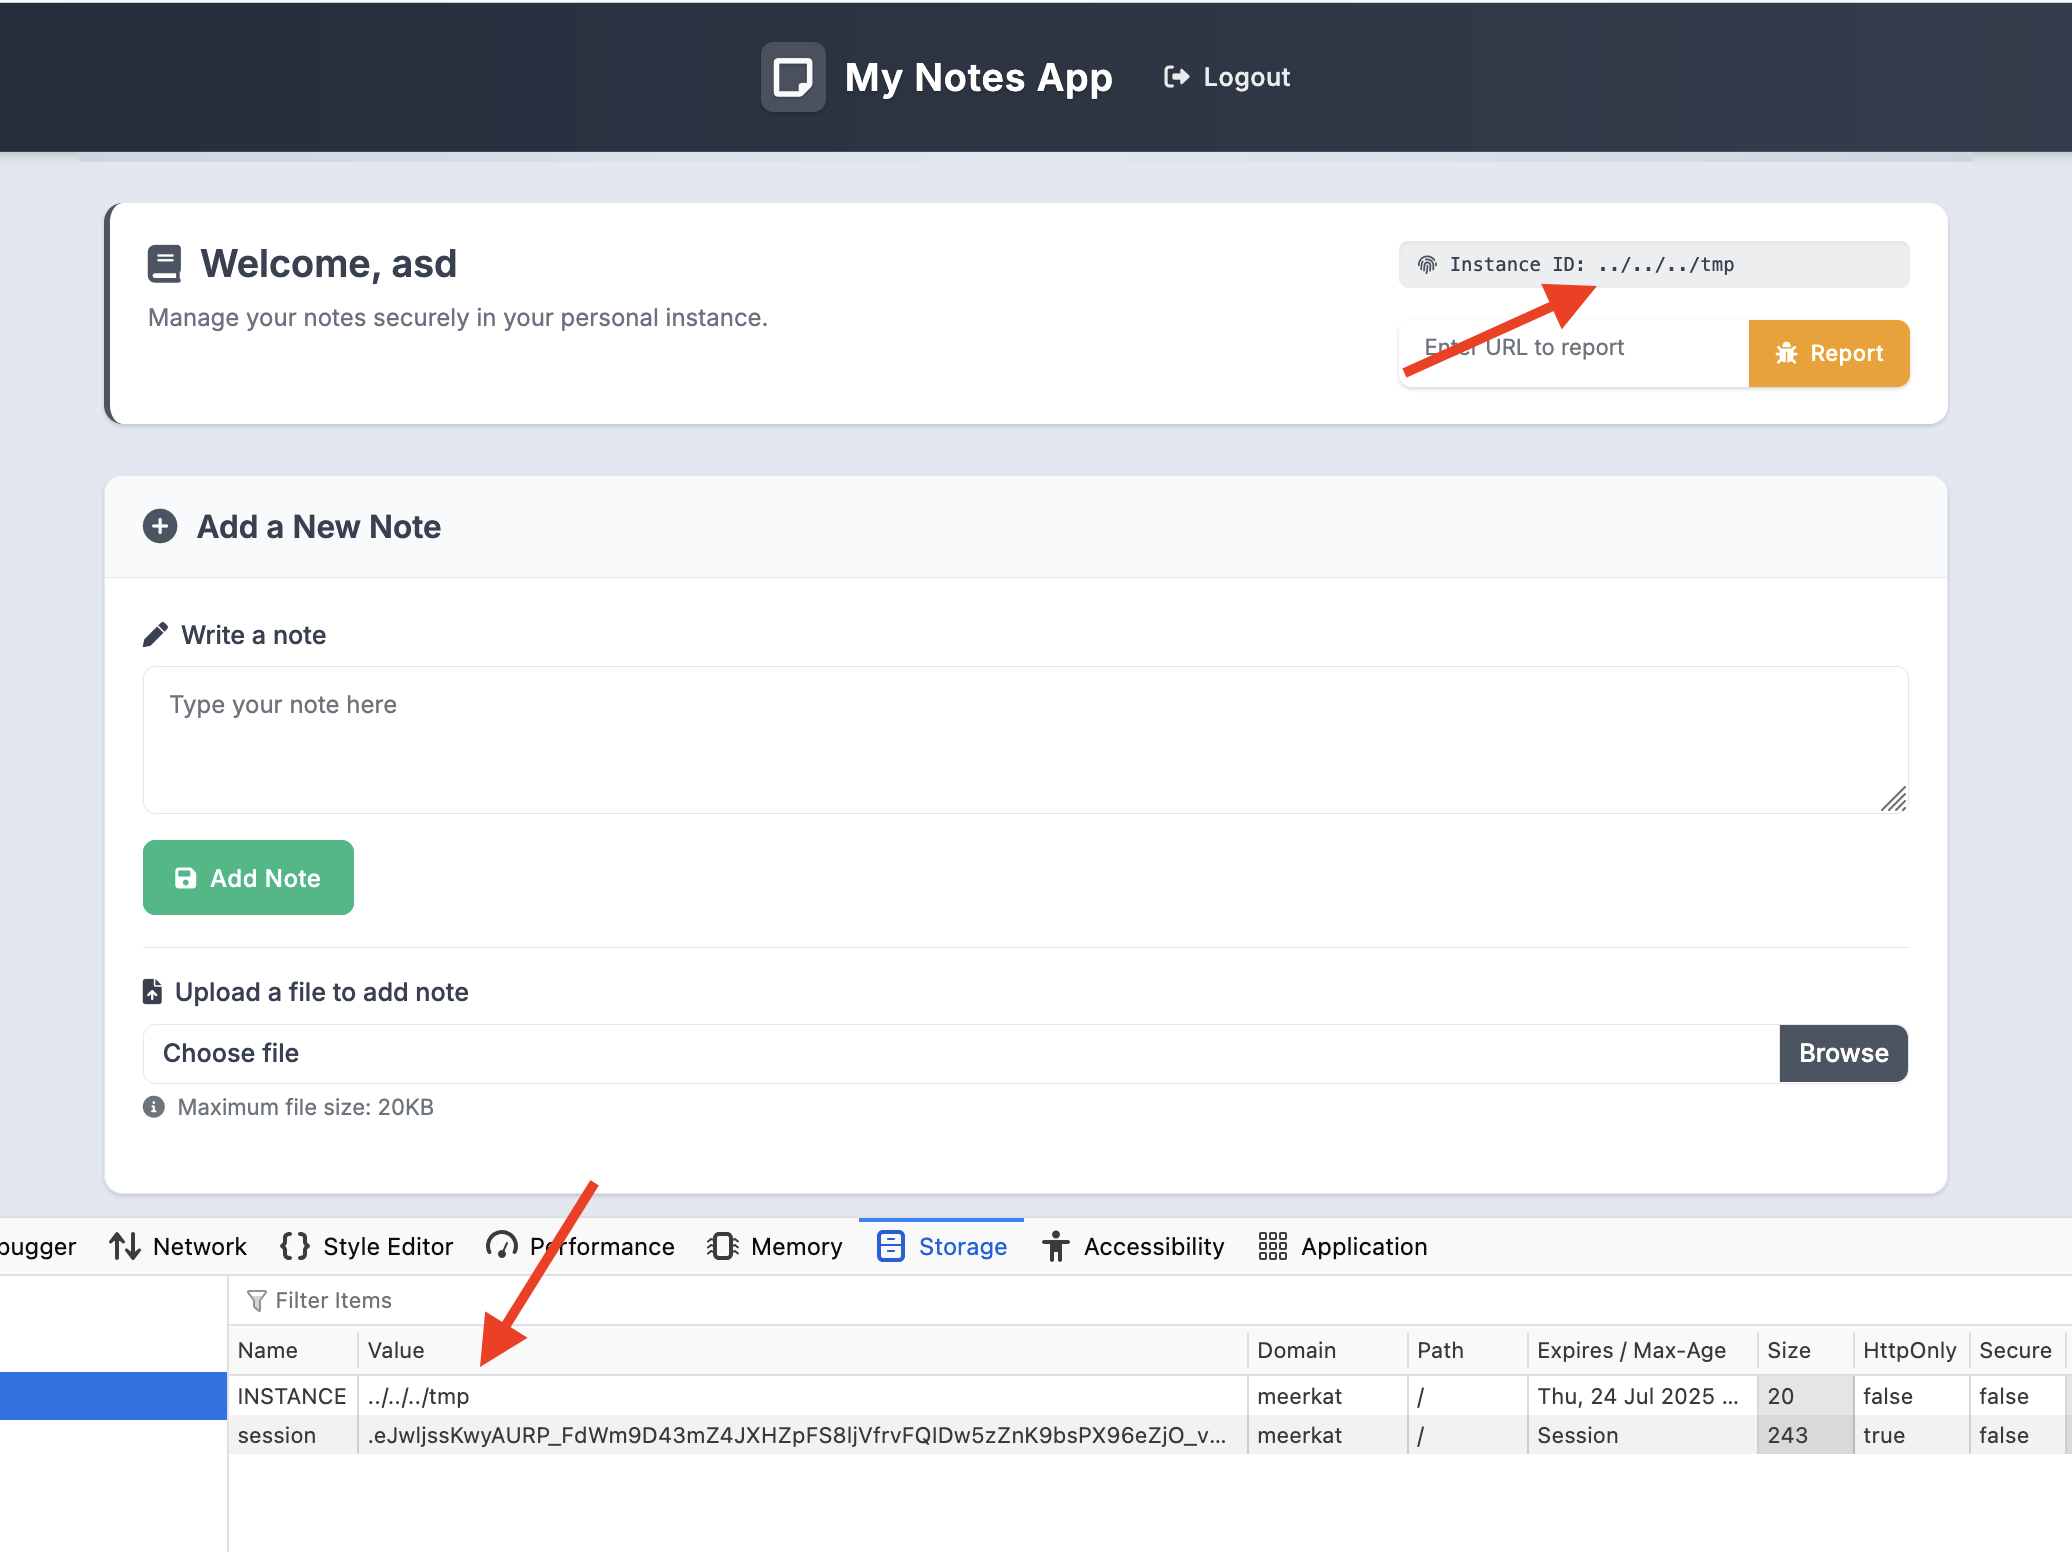 My Notes App
Logout
Welcome, asd
Manage your notes securely in your personal instance.
Instance ID: ../../../tmp
Enter URL to report
Report
Add a New Note
Write a note
Type your note here
Add Note
Upload a file to add note
Choose file
Browse
Maximum file size: 20KB
bugger Network {} Style Editor Performance Memory Storage Accessibility Application
Filter Items
Name Value Domain Path Expires / Max-Age Size HttpOnly Secure
INSTANCE ../../../tmp meerkat / Thu, 24 Jul 2025 ... 20 false false
session .eJwljssKwyAURP_FdWm9D43mZ4JXHZpFS8ljVfrvFQIDw5zZnK9bsPX96eZjO_v... meerkat / Session 243 true false